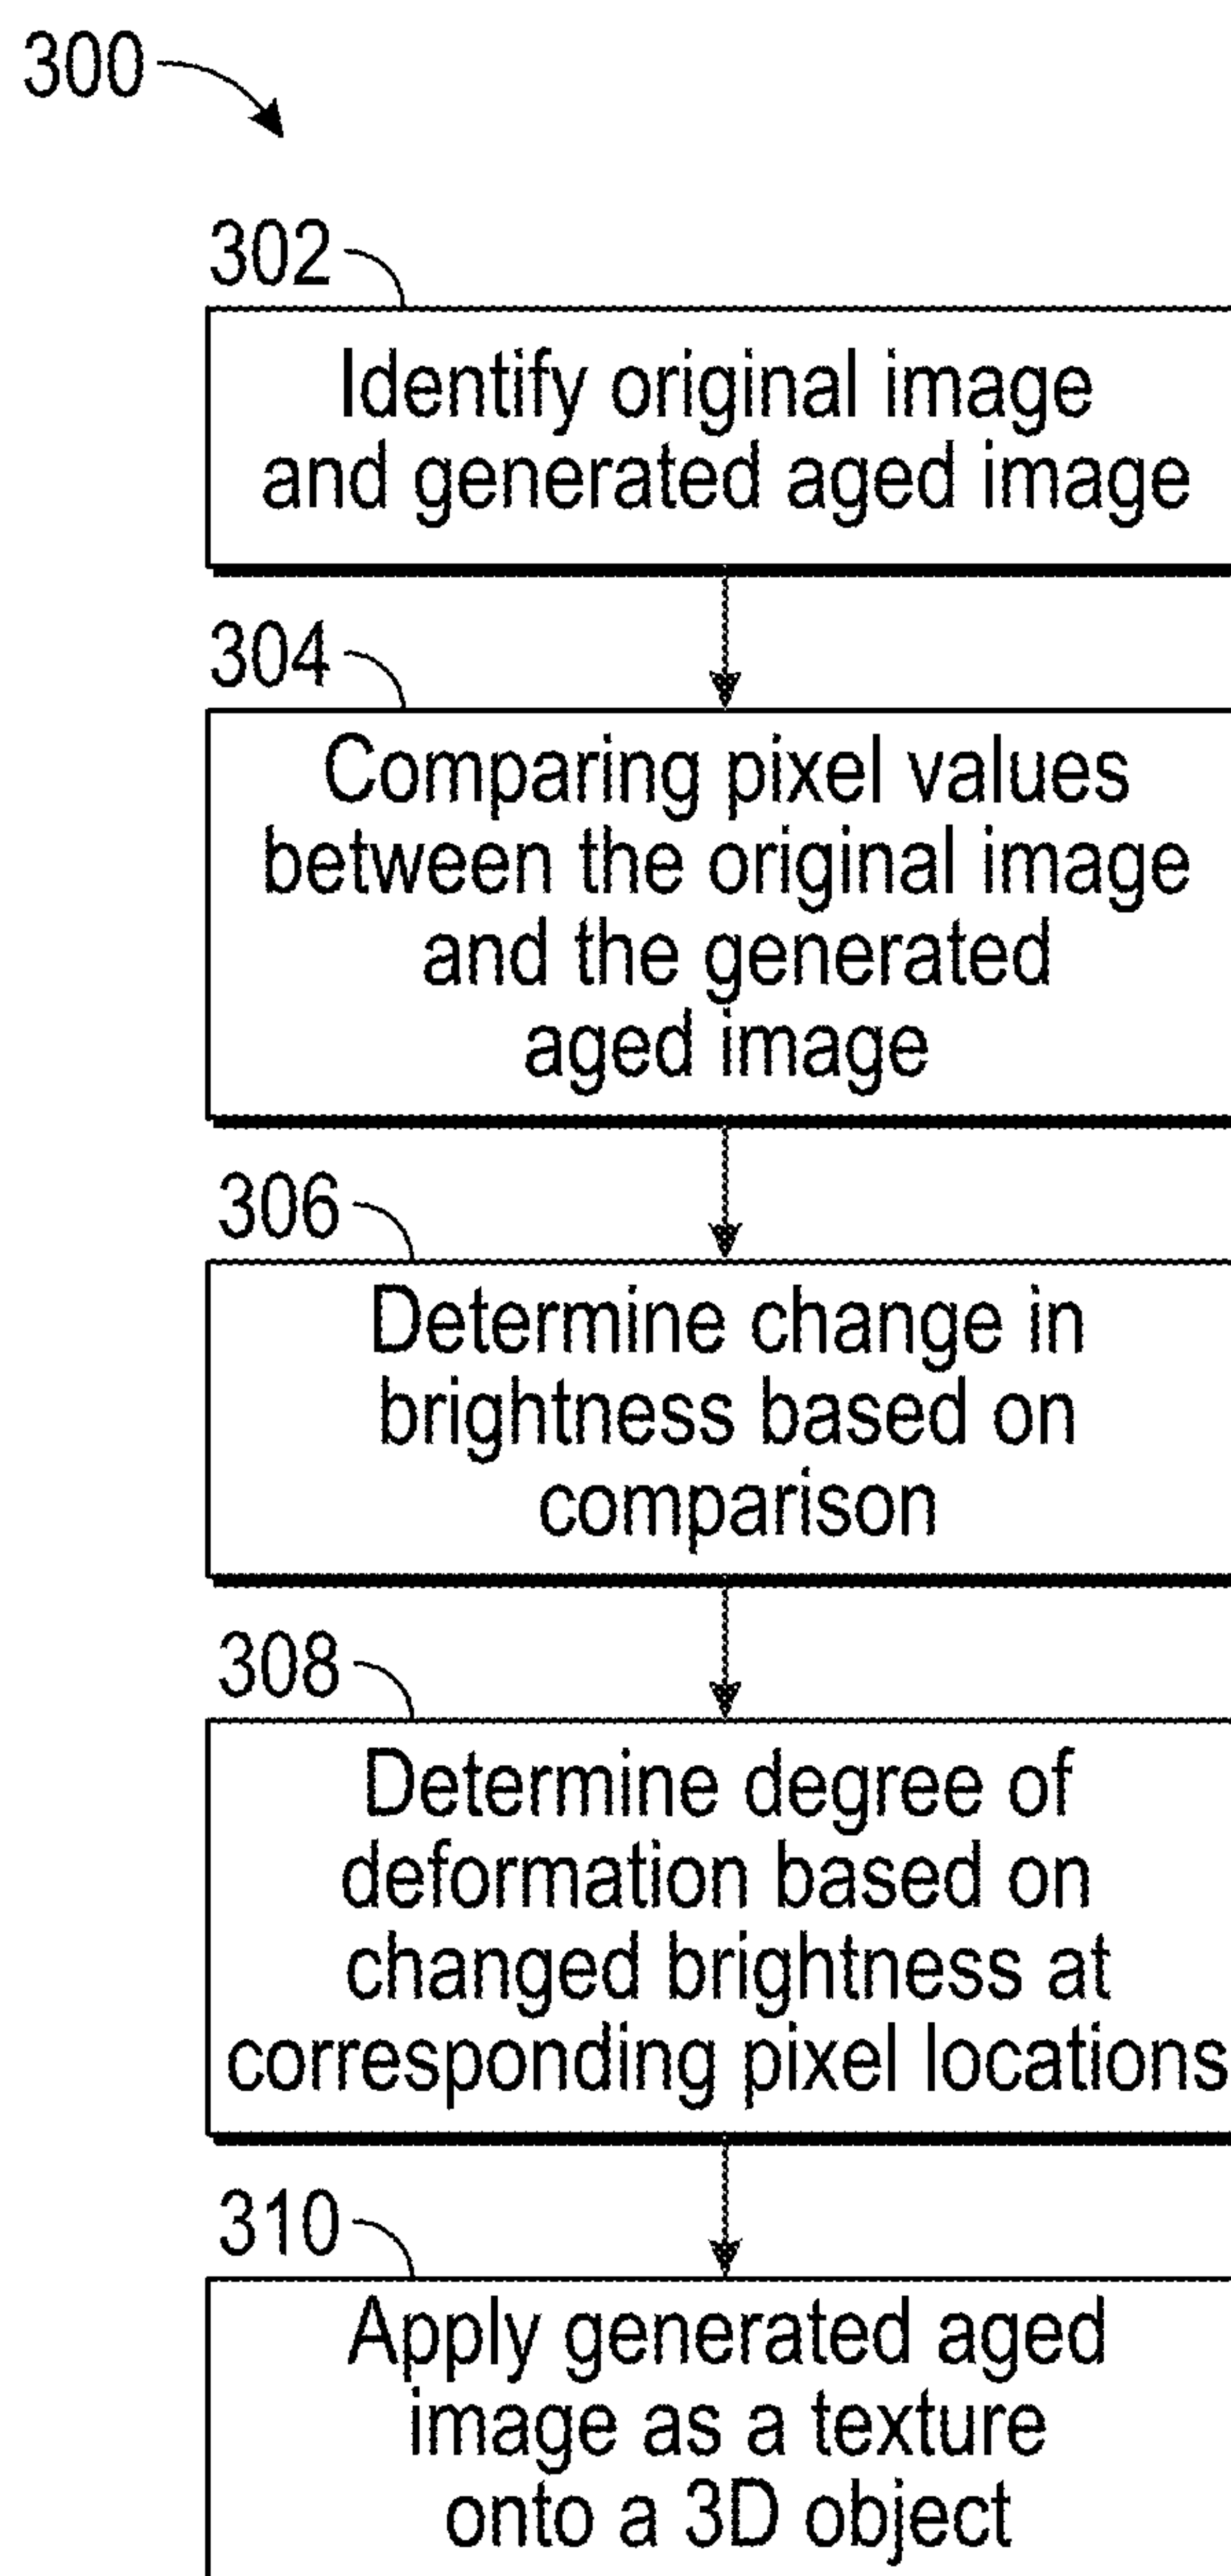 300
302
Identify original image
and generated aged image
304
Comparing pixel values
between the original image
and the generated
aged image
306
Determine change in
brightness based on
comparison
308
Determine degree of
deformation based on
changed brightness at
corresponding pixel locations
310
Apply generated aged
image as a texture
onto a 3D object